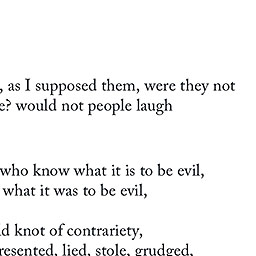 , as I supposed them, were they not
e? would not people laugh
who know what it is to be evil,
what it was to be evil,
d knot of contrariety,
resented, lied, stole, grudged,